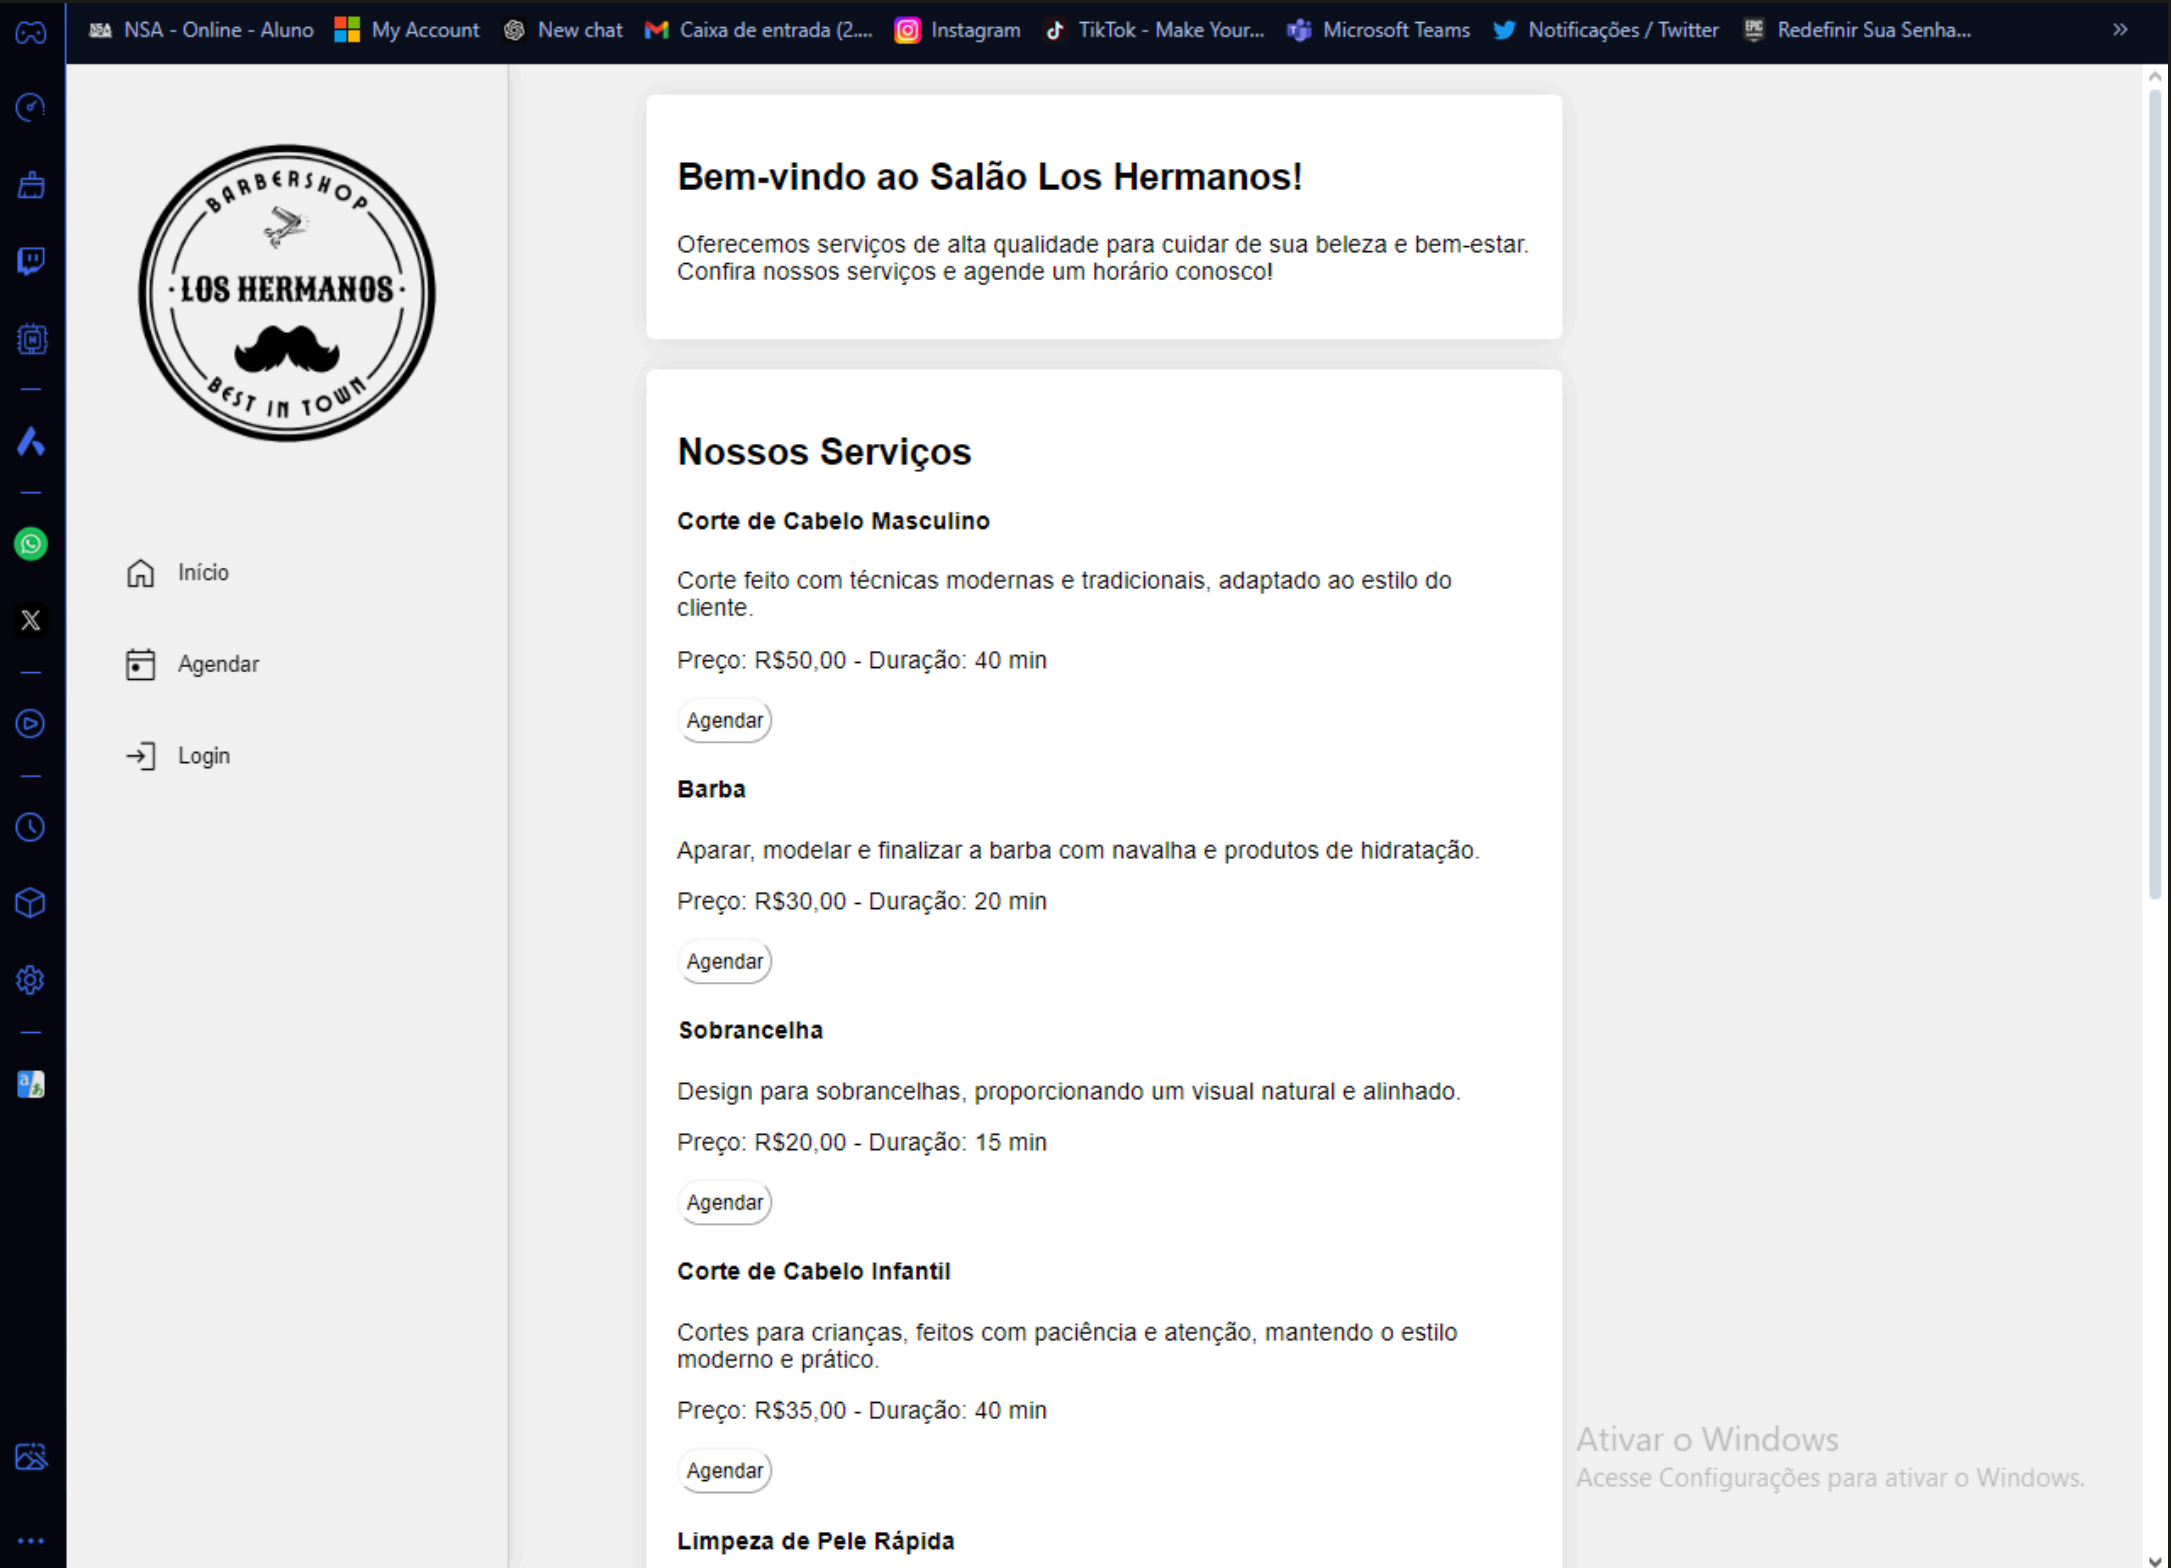 NSA - Online - Aluno
My Account
New chat
Caixa de entrada (2....
Instagram
TikTok - Make Your...
Microsoft Teams
Notificações / Twitter
Redefinir Sua Senha...
BARBERSHOP
· LOS HERMANOS ·
BEST IN TOWN
Início
Agendar
Login
Bem-vindo ao Salão Los Hermanos!
Oferecemos serviços de alta qualidade para cuidar de sua beleza e bem-estar.
Confira nossos serviços e agende um horário conosco!
Nossos Serviços
Corte de Cabelo Masculino
Corte feito com técnicas modernas e tradicionais, adaptado ao estilo do
cliente.
Preço: R$50,00 - Duração: 40 min
Agendar
Barba
Aparar, modelar e finalizar a barba com navalha e produtos de hidratação.
Preço: R$30,00 - Duração: 20 min
Agendar
Sobrancelha
Design para sobrancelhas, proporcionando um visual natural e alinhado.
Preço: R$20,00 - Duração: 15 min
Agendar
Corte de Cabelo Infantil
Cortes para crianças, feitos com paciência e atenção, mantendo o estilo
moderno e prático.
Preço: R$35,00 - Duração: 40 min
Agendar
Limpeza de Pele Rápida
Ativar o Windows
Acesse Configurações para ativar o Windows.